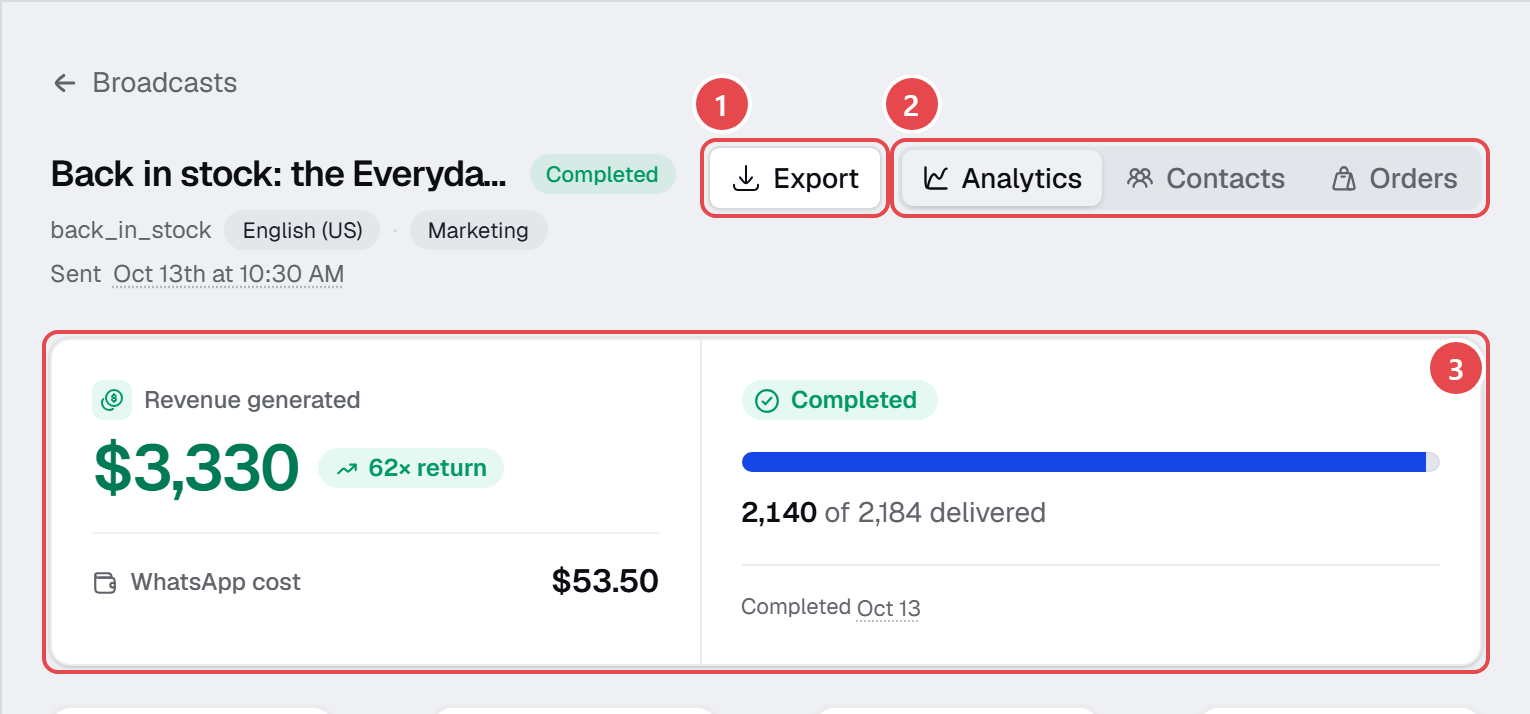 Broadcasts
1
2
Back in stock: the Everyda...
Completed
Export
Analytics
Contacts
Orders
back_in_stock
English (US)
·
Marketing
Sent Oct 13th at 10:30 AM
3
Revenue generated
$3,330
62× return
WhatsApp cost
$53.50
Completed
2,140 of 2,184 delivered
Completed Oct 13